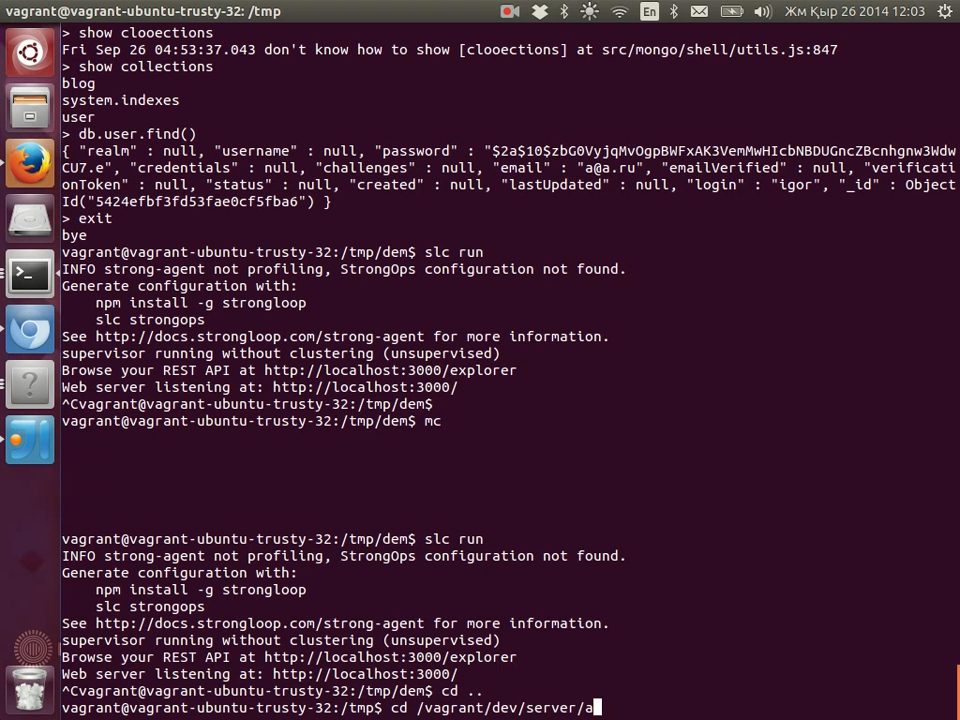 vagrant@vagrant-ubuntu-trusty-32: /tmp
En
Жм Қыр 26 2014 12:03
> show clooections
Fri Sep 26 04:53:37.043 don't know how to show [clooections] at src/mongo/shell/utils.js:847
> show collections
blog
system.indexes
user
> db.user.find()
{ "realm" : null, "username" : null, "password" : "$2a$10$zbG0VyjqMvOgpBWFxAK3VemMwHIcbNBDUGncZBcnhgnw3Wdw
CU7.e", "credentials" : null, "challenges" : null, "email" : "a@a.ru", "emailVerified" : null, "verificati
onToken" : null, "status" : null, "created" : null, "lastUpdated" : null, "login" : "igor", "_id" : Object
Id("5424efbf3fd53fae0cf5fba6") }
> exit
bye
vagrant@vagrant-ubuntu-trusty-32:/tmp/dem$ slc run
INFO strong-agent not profiling, StrongOps configuration not found.
Generate configuration with:
    npm install -g strongloop
    slc strongops
See http://docs.strongloop.com/strong-agent for more information.
supervisor running without clustering (unsupervised)
Browse your REST API at http://localhost:3000/explorer
Web server listening at: http://localhost:3000/
^Cvagrant@vagrant-ubuntu-trusty-32:/tmp/dem$
vagrant@vagrant-ubuntu-trusty-32:/tmp/dem$ mc
vagrant@vagrant-ubuntu-trusty-32:/tmp/dem$ slc run
INFO strong-agent not profiling, StrongOps configuration not found.
Generate configuration with:
    npm install -g strongloop
    slc strongops
See http://docs.strongloop.com/strong-agent for more information.
supervisor running without clustering (unsupervised)
Browse your REST API at http://localhost:3000/explorer
Web server listening at: http://localhost:3000/
^Cvagrant@vagrant-ubuntu-trusty-32:/tmp/dem$ cd ..
vagrant@vagrant-ubuntu-trusty-32:/tmp$ cd /vagrant/dev/server/a